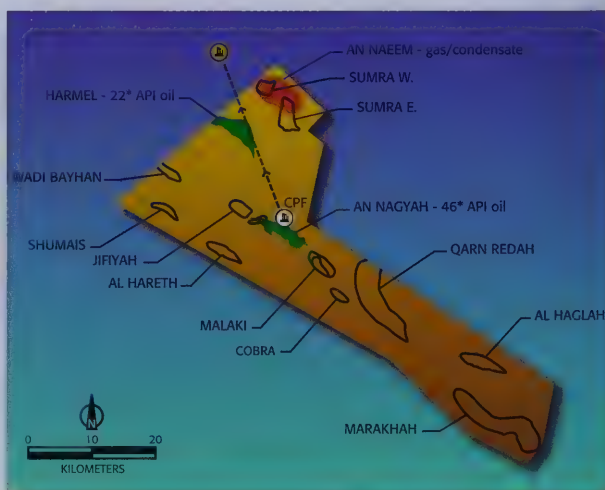 AN NAEEM - gas/condensate
SUMRA W.
HARMEL - 22° API oil
SUMRA E.
WADI BAYHAN
CPF
AN NAGYAH - 46° API oil
SHUMAIS
JIFIYAH
QARN REDAH
AL HARETH
AL HAGLAH
MALAKI
COBRA
MARAKHAH
N
0 10 20
KILOMETERS